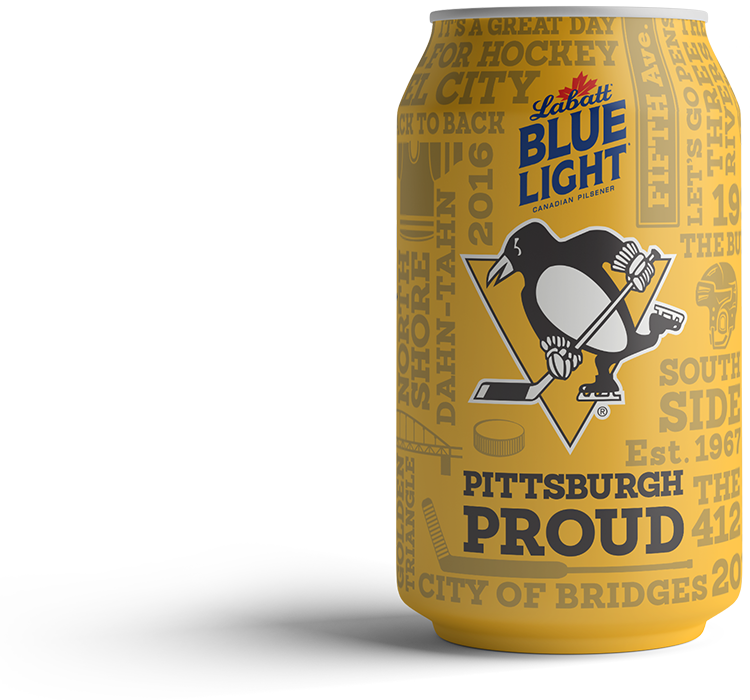 IT'S A GREAT DAY
FOR HOCKEY
CITY
TO BACK
Labatt
BLUE
LIGHT
CANADIAN PILSENER
FIFTH Ave.
LET'S GO PENS
2016
DAHN-TAHN
NORTH
SHORE
19
THE
SOUTH
SIDE
Est. 1967
®
PITTSBURGH
PROUD
THE
412
GOLDEN
TRIANGLE
CITY OF BRIDGES
20